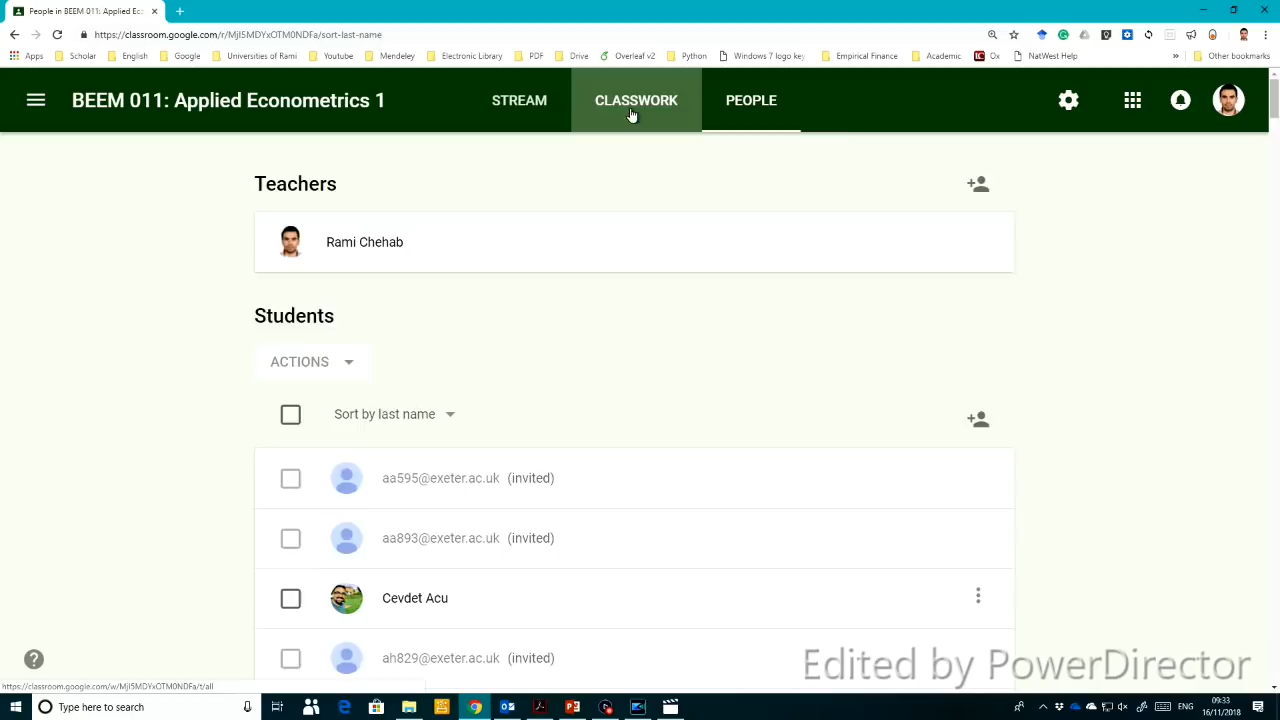 People in BEEM 011: Applied Ec
https://classroom.google.com/r/MjI5MDYxOTM0NDFa/sort-last-name
Apps Scholar English Google Universities of Rami Youtube Mendeley Electronic Library PDF Drive Overleaf v2 Python Windows 7 logo key Empirical Finance Academic Ox NatWest Help » Other bookmarks
BEEM 011: Applied Econometrics 1 STREAM CLASSWORK PEOPLE
Teachers
Rami Chehab
Students
ACTIONS
Sort by last name
aa595@exeter.ac.uk (invited)
aa893@exeter.ac.uk (invited)
Cevdet Acu
ah829@exeter.ac.uk (invited)
Edited by PowerDirector
https://classroom.google.com/w/MjI5MDYxOTM0NDFa/t/all
Type here to search
ENG
09:33
16/11/2018